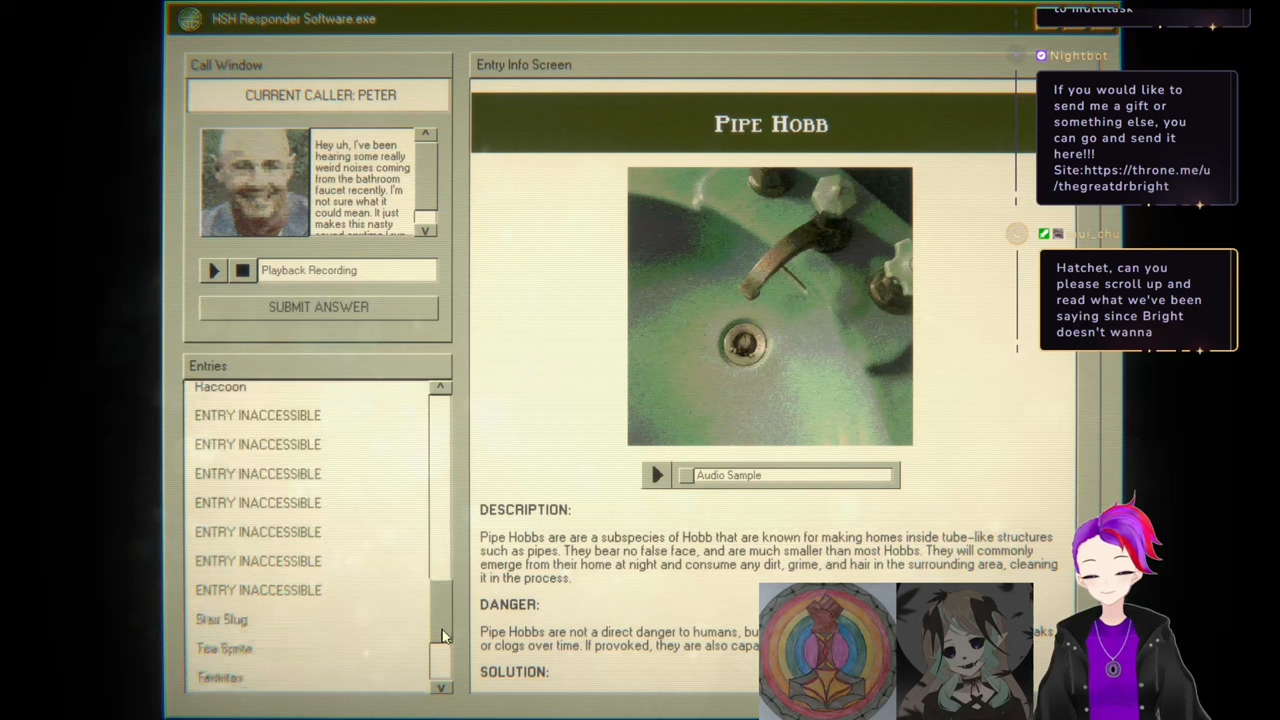 HSH Responder Software.exe
Call Window
CURRENT CALLER: PETER
Hey uh, I've been
hearing some really
weird noises coming
from the bathroom
faucet recently. I'm
not sure what it
could mean. It just
makes this nasty
Playback Recording
SUBMIT ANSWER
Entries
Raccoon
ENTRY INACCESSIBLE
ENTRY INACCESSIBLE
ENTRY INACCESSIBLE
ENTRY INACCESSIBLE
ENTRY INACCESSIBLE
ENTRY INACCESSIBLE
ENTRY INACCESSIBLE
Stair Slug
Tea Sprite
Entry Info Screen
PIPE HOBB
Audio Sample
DESCRIPTION:
Pipe Hobbs are are a subspecies of Hobb that are known for making homes inside tube-like structures
such as pipes. They bear no false face, and are much smaller than most Hobbs. They will commonly
emerge from their home at night and consume any dirt, grime, and hair in the surrounding area, cleaning
it in the process.
DANGER:
Pipe Hobbs are not a direct danger to humans,
or clogs over time. If provoked, they are also
SOLUTION:
to multitask
Nightbot
If you would like to
send me a gift or
something else, you
can go and send it
here!!!
Site:https://throne.me/u
/thegreatdrbright
Hatchet, can you
please scroll up and
read what we've been
saying since Bright
doesn't wanna